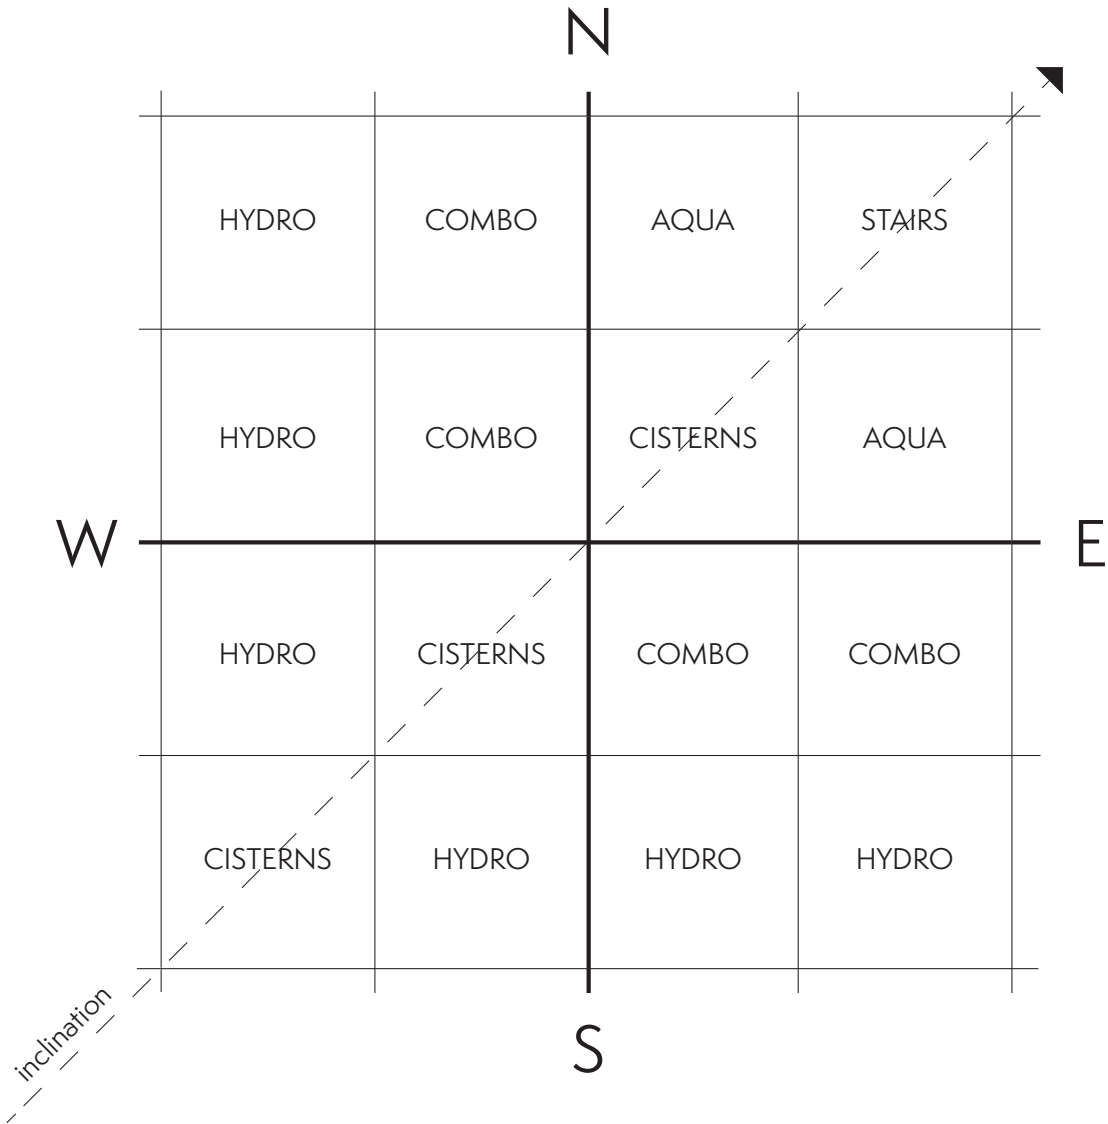 N
HYDRO COMBO AQUA STAIRS
HYDRO COMBO CISTERNS AQUA
W E
HYDRO CISTERNS COMBO COMBO
CISTERNS HYDRO HYDRO HYDRO
inclination
S